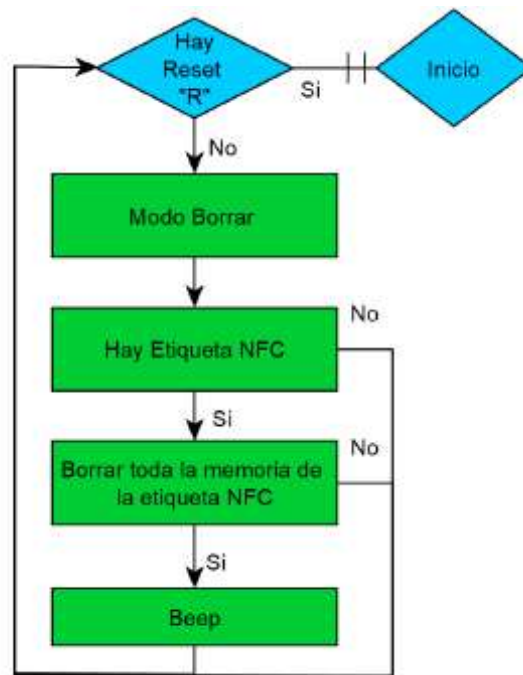 Hay
Reset
"R"
Si
Inicio
No
Modo Borrar
No
Hay Etiqueta NFC
Si
No
Borrar toda la memoria de
la etiqueta NFC
Si
Beep